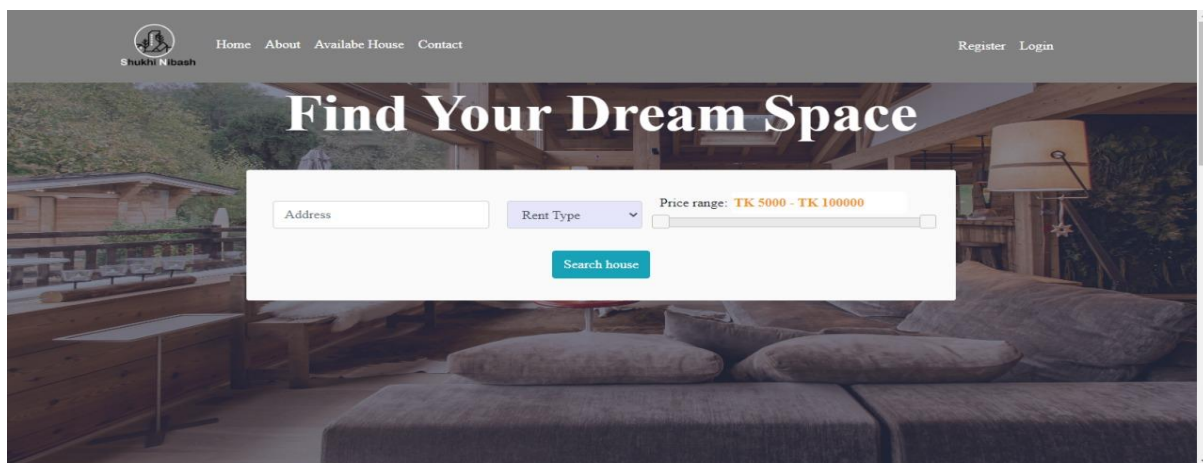 Shukhi Nibash
Home About Availabe House Contact
Register Login
Find Your Dream Space
Address
Rent Type
Price range: TK 5000 - TK 100000
Search house